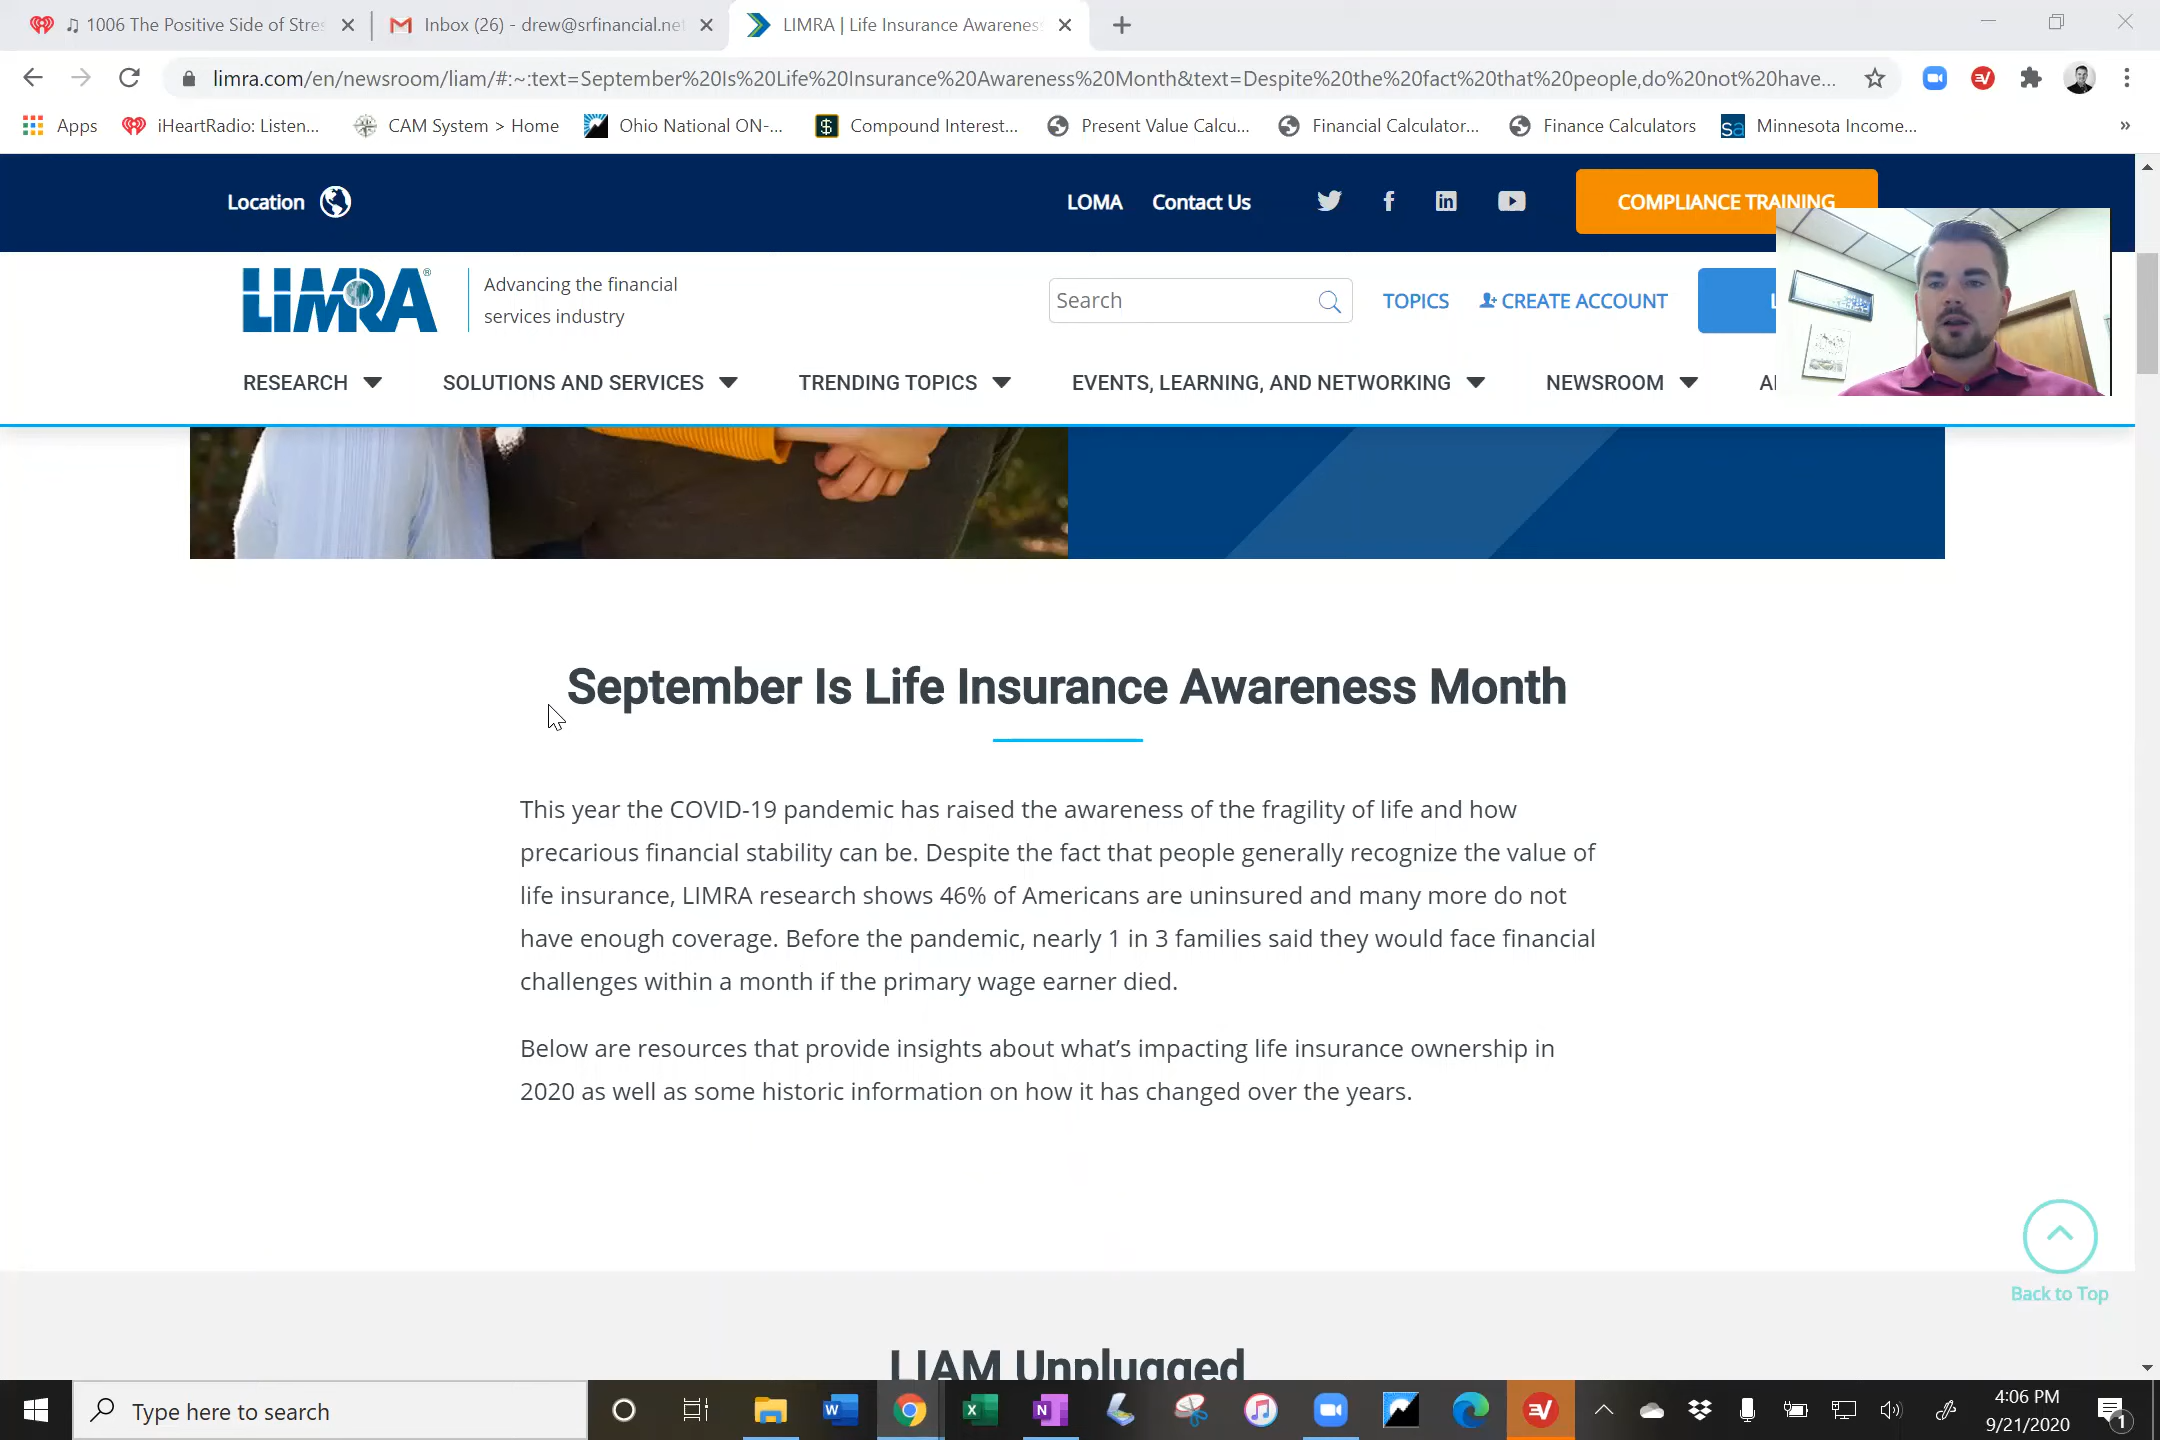 ♫ 1006 The Positive Side of Stres
Inbox (26) - drew@srfinancial.net
LIMRA | Life Insurance Awareness
limra.com/en/newsroom/liam/#:~:text=September%20Is%20Life%20Insurance%20Awareness%20Month&text=Despite%20the%20fact%20that%20people,do%20not%20have...
Apps
iHeartRadio: Listen...
CAM System > Home
Ohio National ON-...
Compound Interest...
Present Value Calcu...
Financial Calculator...
Finance Calculators
Minnesota Income...
»
Location
LOMA
Contact Us
COMPLIANCE TRAINING
LIMRA®
Advancing the financial
services industry
Search
TOPICS
CREATE ACCOUNT
L
RESEARCH
SOLUTIONS AND SERVICES
TRENDING TOPICS
EVENTS, LEARNING, AND NETWORKING
NEWSROOM
September Is Life Insurance Awareness Month
This year the COVID-19 pandemic has raised the awareness of the fragility of life and how
precarious financial stability can be. Despite the fact that people generally recognize the value of
life insurance, LIMRA research shows 46% of Americans are uninsured and many more do not
have enough coverage. Before the pandemic, nearly 1 in 3 families said they would face financial
challenges within a month if the primary wage earner died.
Below are resources that provide insights about what's impacting life insurance ownership in
2020 as well as some historic information on how it has changed over the years.
Back to Top
LIAM Unplugged
Type here to search
4:06 PM
9/21/2020
1